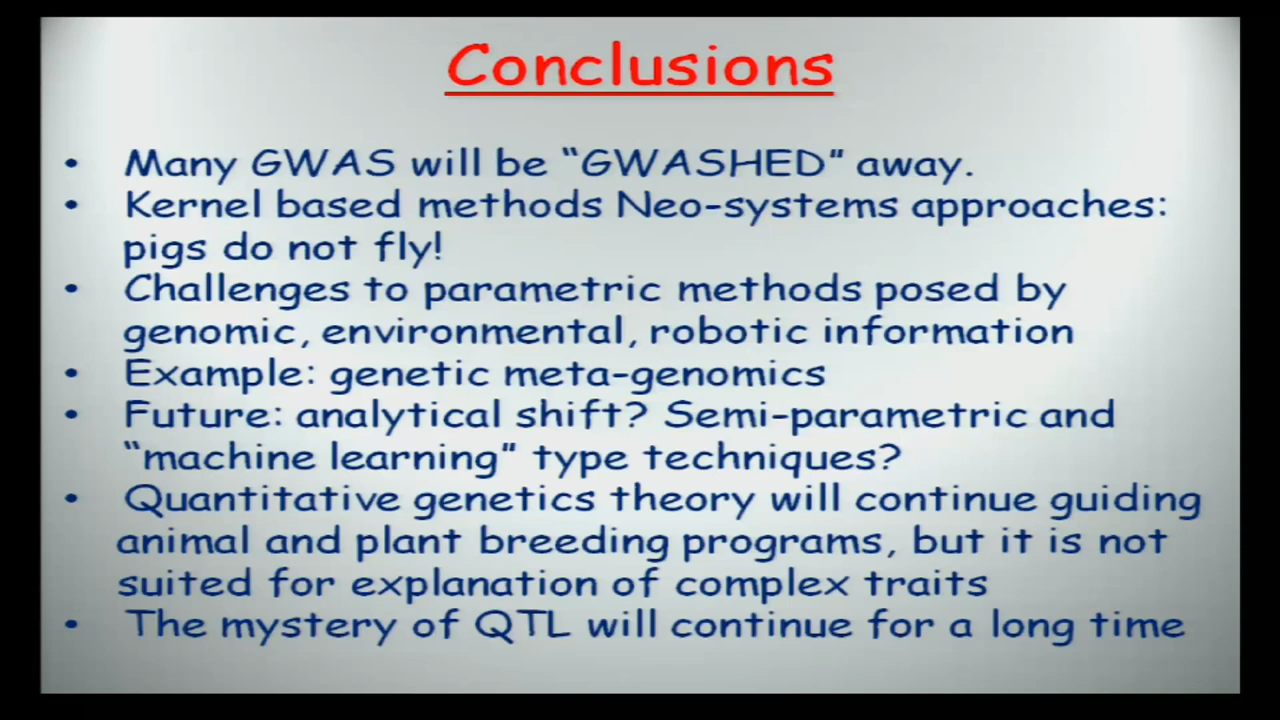 Conclusions
• Many GWAS will be “GWASHED” away.
• Kernel based methods Neo-systems approaches:
pigs do not fly!
• Challenges to parametric methods posed by
genomic, environmental, robotic information
• Example: genetic meta-genomics
• Future: analytical shift? Semi-parametric and
“machine learning” type techniques?
• Quantitative genetics theory will continue guiding
animal and plant breeding programs, but it is not
suited for explanation of complex traits
• The mystery of QTL will continue for a long time